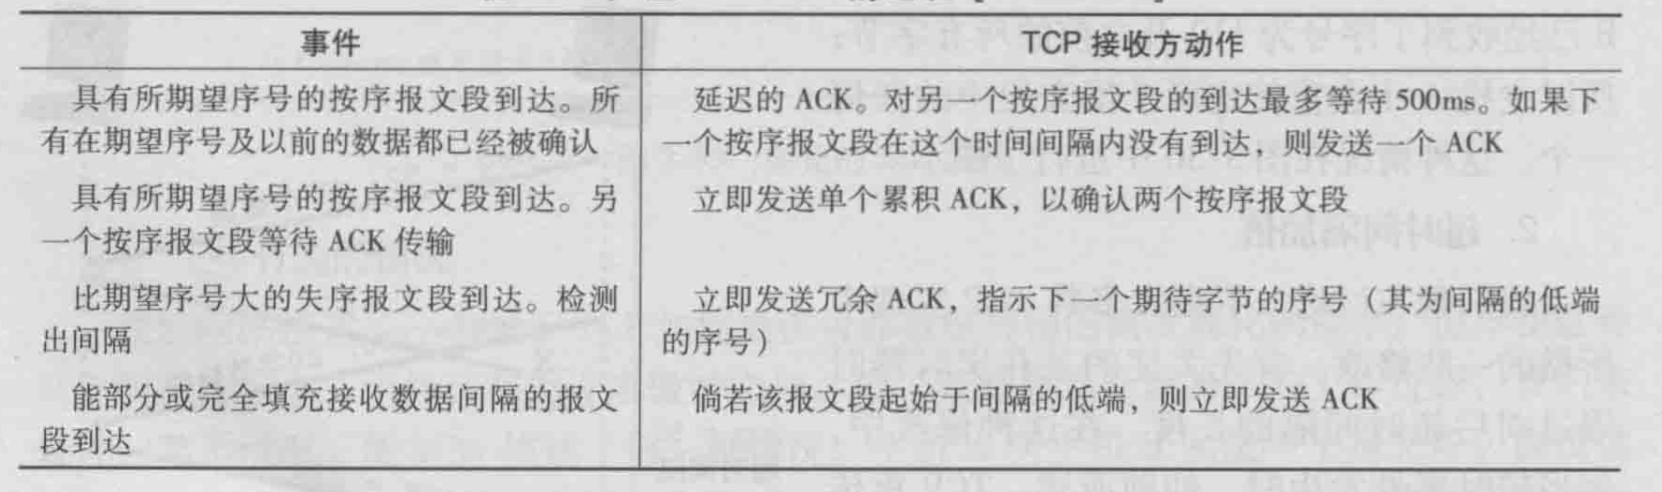 事件
TCP 接收方动作
具有所期望序号的按序报文段到达。所
有在期望序号及以前的数据都已经被确认
延迟的 ACK。对另一个按序报文段的到达最多等待 500ms。如果下
一个按序报文段在这个时间间隔内没有到达，则发送一个 ACK
具有所期望序号的按序报文段到达。另
一个按序报文段等待 ACK 传输
立即发送单个累积 ACK，以确认两个按序报文段
比期望序号大的失序报文段到达。检测
出间隔
立即发送冗余 ACK，指示下一个期待字节的序号（其为间隔的低端
的序号）
能部分或完全填充接收数据间隔的报文
段到达
倘若该报文段起始于间隔的低端，则立即发送 ACK